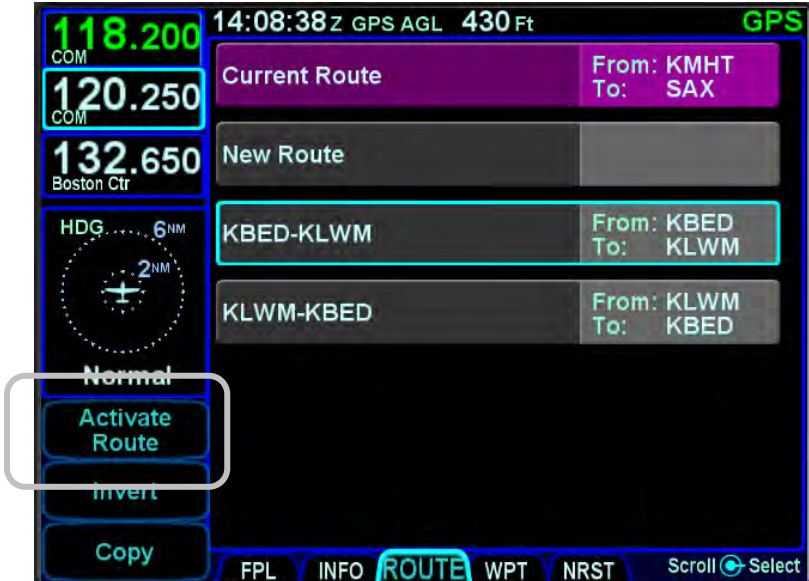 14:08:38 Z GPS AGL 430 Ft GPS
118.200
COM
120.250
COM
132.650
Boston Ctr
HDG 6NM
2NM
Normal
Activate
Route
Invert
Copy
Current Route
From: KMHT
To: SAX
New Route
KBED-KLWM
From: KBED
To: KLWM
KLWM-KBED
From: KLWM
To: KBED
FPL INFO ROUTE WPT NRST Scroll Select